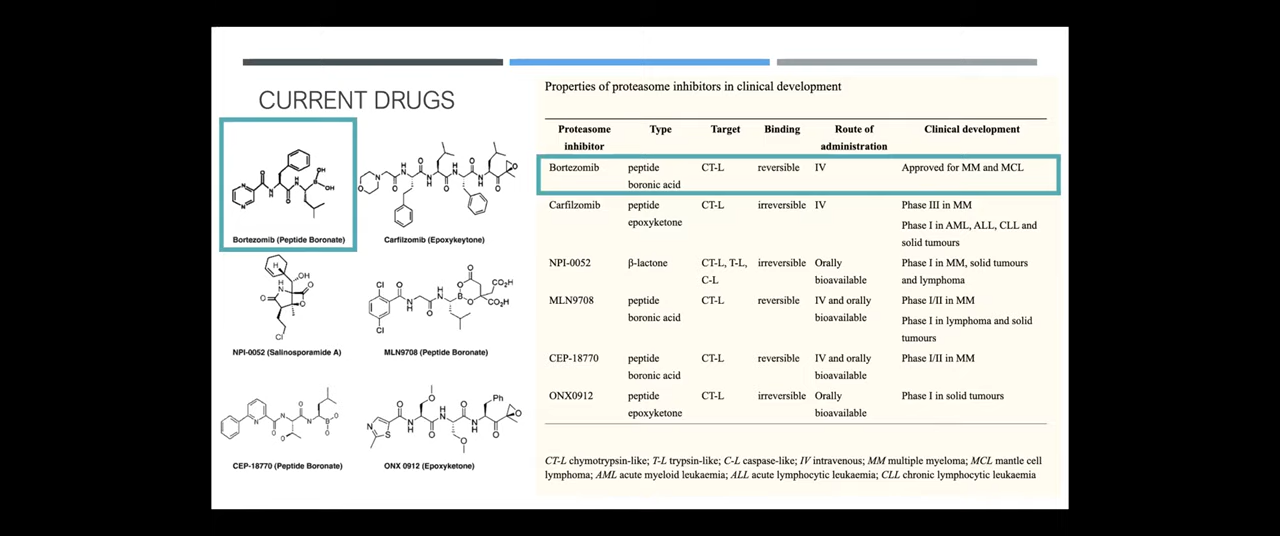 CURRENT DRUGS
Bortezomib (Peptide Boronate)
Carfilzomib (Epoxykeytone)
NPI-0052 (Salinosporamide A)
MLN9708 (Peptide Boronate)
CEP-18770 (Peptide Boronate)
ONX 0912 (Epoxyketone)
Properties of proteasome inhibitors in clinical development
Proteasome inhibitor Type Target Binding Route of administration Clinical development
Bortezomib peptide boronic acid CT-L reversible IV Approved for MM and MCL
Carfilzomib peptide epoxyketone CT-L irreversible IV Phase III in MM
Phase I in AML, ALL, CLL and solid tumours
NPI-0052 β-lactone CT-L, T-L, C-L irreversible Orally bioavailable Phase I in MM, solid tumours and lymphoma
MLN9708 peptide boronic acid CT-L reversible IV and orally bioavailable Phase I/II in MM
Phase I in lymphoma and solid tumours
CEP-18770 peptide boronic acid CT-L reversible IV and orally bioavailable Phase I/II in MM
ONX0912 peptide epoxyketone CT-L irreversible Orally bioavailable Phase I in solid tumours
CT-L chymotrypsin-like; T-L trypsin-like; C-L caspase-like; IV intravenous; MM multiple myeloma; MCL mantle cell
lymphoma; AML acute myeloid leukaemia; ALL acute lymphocytic leukaemia; CLL chronic lymphocytic leukaemia